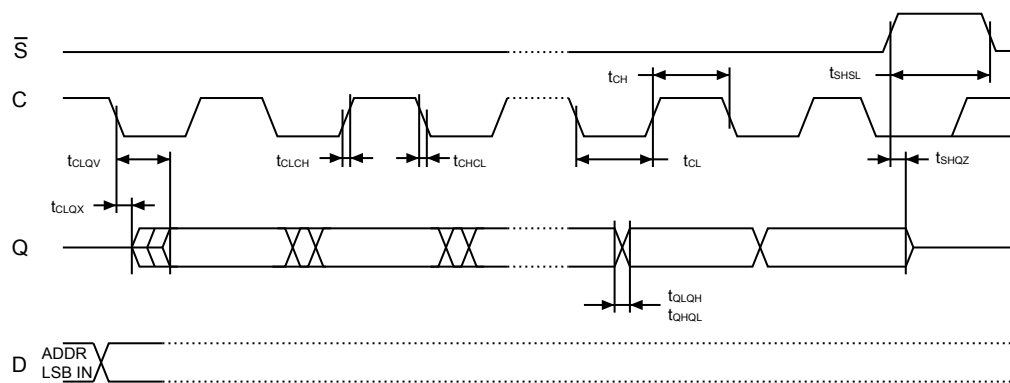 S̅
tCH
tSHSL
C
tCLQV
tCLCH
tCHCL
tCL
tSHQZ
tCLQX
Q
tQLQH
tQHQL
D
ADDR
LSB IN